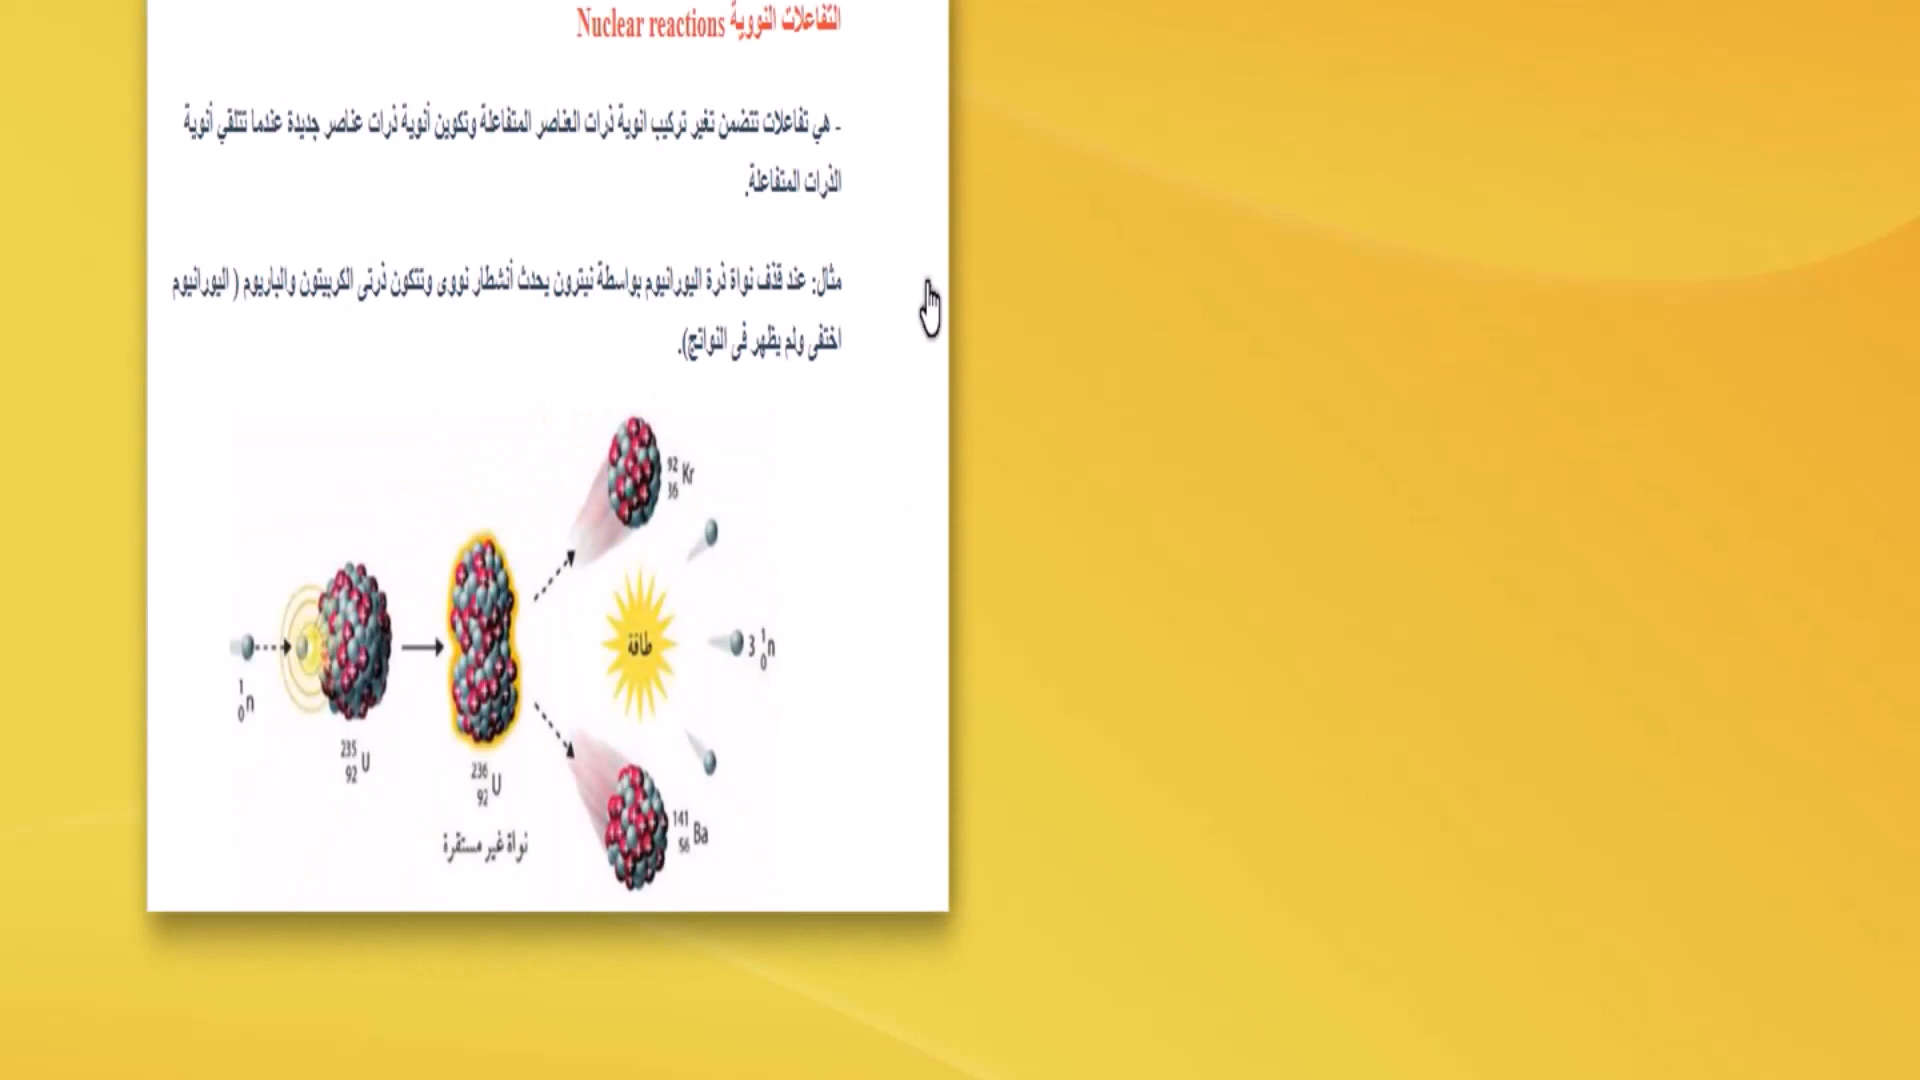 التفاعلات النووية Nuclear reactions
- هي تفاعلات تتضمن تغير تركيب انوية ذرات العناصر المتفاعلة وتكوين أنوية ذرات عناصر جديدة عندما تتلقي أنوية
الذرات المتفاعلة.
مثال: عند قذف نواة ذرة اليورانيوم بواسطة نيترون يحدث أنشطار نووى وتتكون ذرتى الكريبتون والباريوم ( اليورانيوم
اختفى ولم يظهر فى النواتج).
92 36 Kr
طاقة
3 1 0 n
1 0 n
235 92 U
236 92 U
141 56 Ba
نواة غير مستقرة